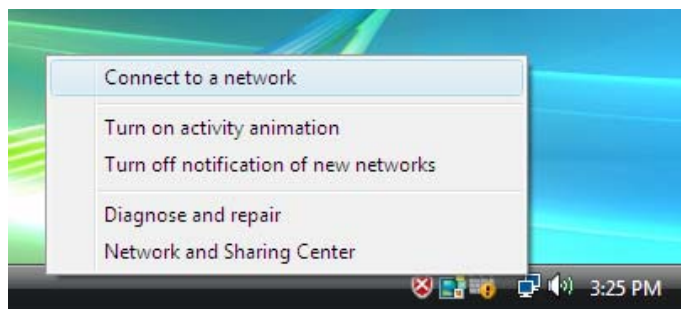 Connect to a network
Turn on activity animation
Turn off notification of new networks
Diagnose and repair
Network and Sharing Center
3:25 PM